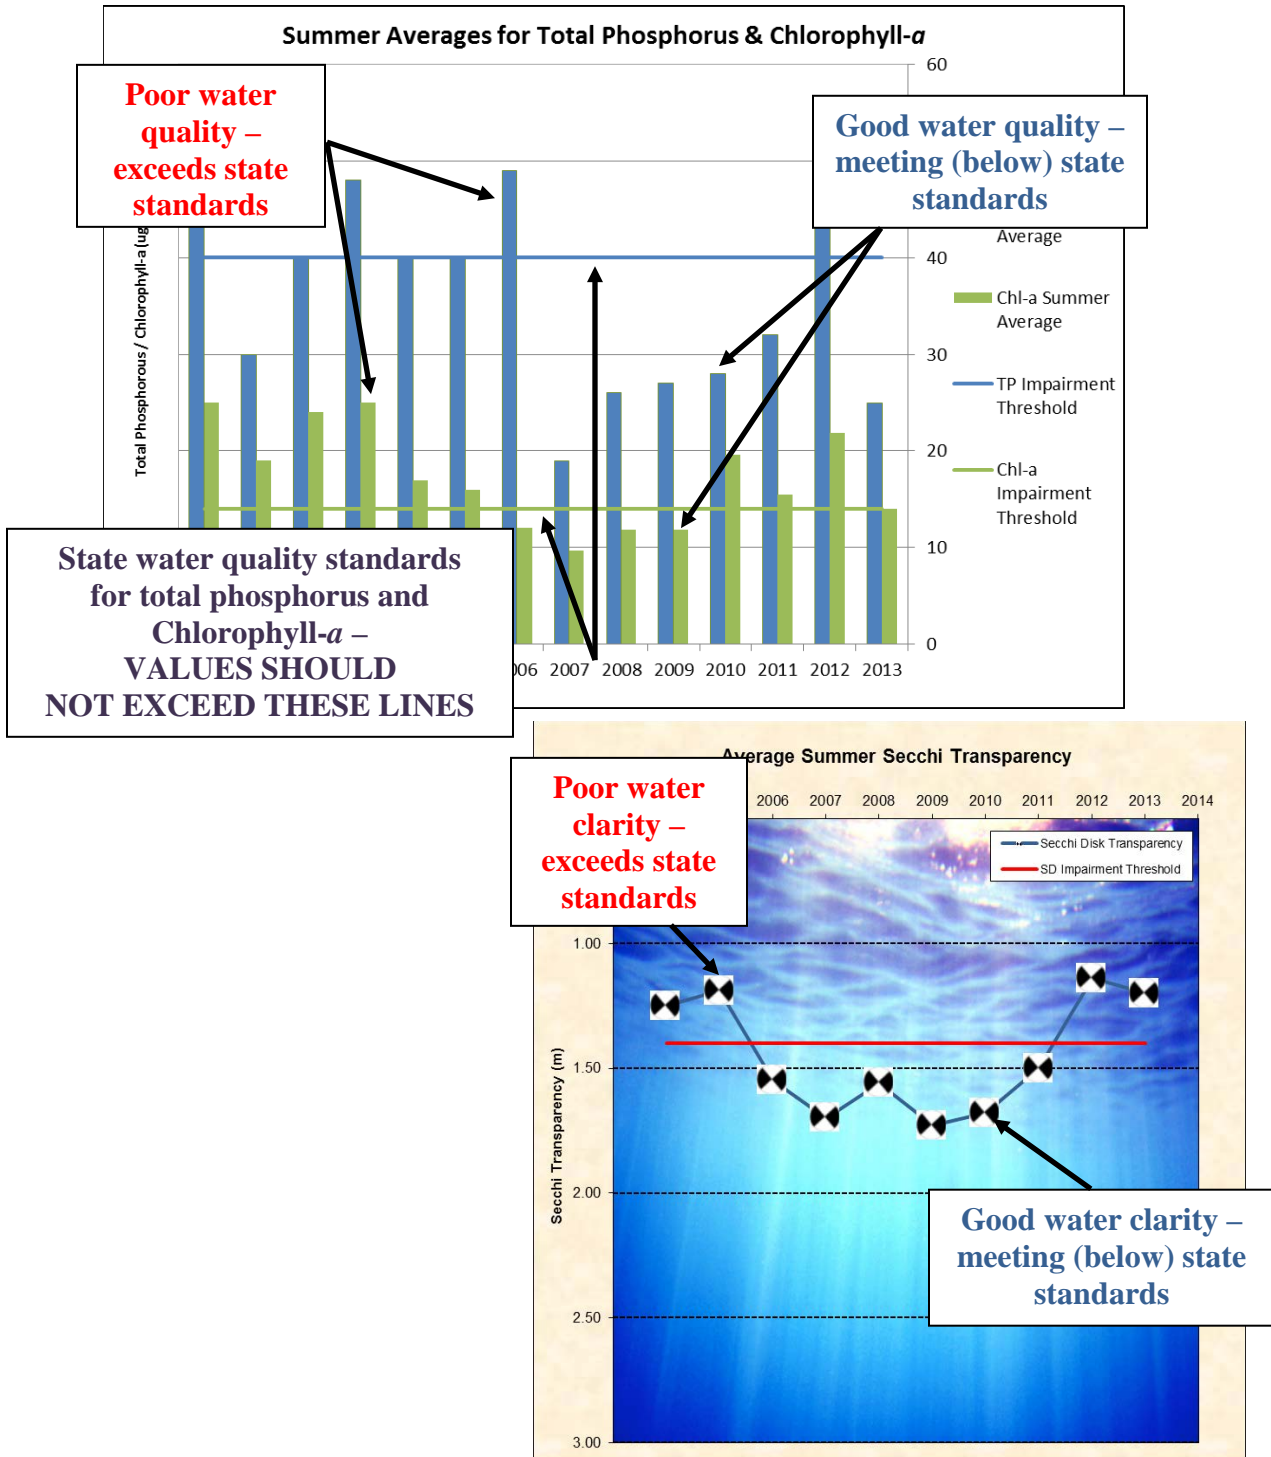 Summer Averages for Total Phosphorus & Chlorophyll-a
60
Poor water
quality –
exceeds state
standards
Good water quality –
meeting (below) state
standards
Average
40
Chl-a Summer
Average
30
TP Impairment
Threshold
20
Chl-a
Impairment
Threshold
10
0
Total Phosphorous / Chlorophyll-a (ug
State water quality standards
for total phosphorus and
Chlorophyll-a –
VALUES SHOULD
NOT EXCEED THESE LINES
06 2007 2008 2009 2010 2011 2012 2013
Average Summer Secchi Transparency
2006 2007 2008 2009 2010 2011 2012 2013 2014
Poor water
clarity –
exceeds state
standards
Secchi Disk Transparency
SD Impairment Threshold
1.00
1.50
2.00
2.50
3.00
Secchi Transparency (m)
Good water clarity –
meeting (below) state
standards